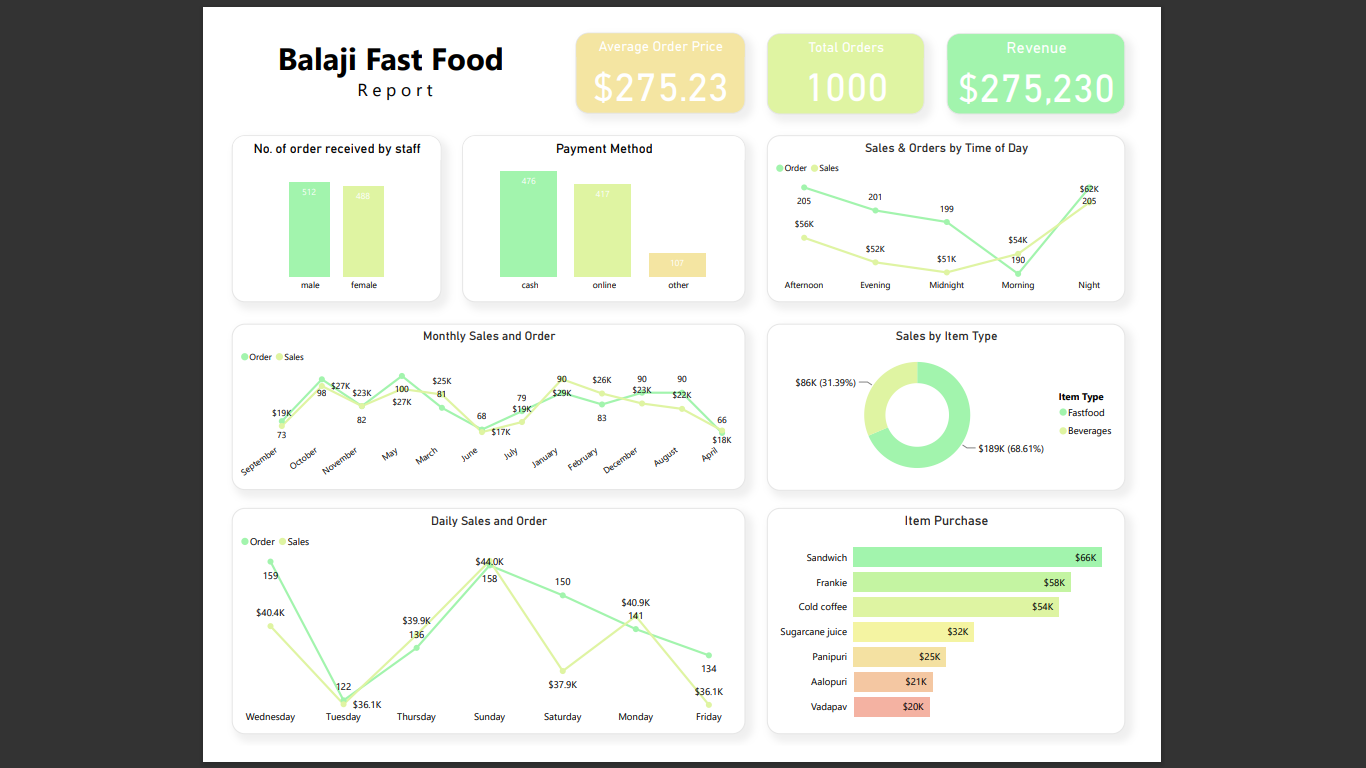 Balaji Fast Food
Report
Average Order Price
$275.23
Total Orders
1000
Revenue
$275,230
No. of order received by staff
512
488
male
female
Payment Method
476
417
107
cash
online
other
Sales & Orders by Time of Day
Order
Sales
205
201
199
190
205
$56K
$52K
$51K
$54K
$62K
Afternoon
Evening
Midnight
Morning
Night
Monthly Sales and Order
Order
Sales
$19K
73
98
$27K
$23K
82
100
$27K
$25K
81
68
$17K
79
$19K
90
$29K
$26K
83
90
$23K
90
$22K
66
$18K
September
October
November
May
March
June
July
January
February
December
August
April
Sales by Item Type
$86K (31.39%)
$189K (68.61%)
Item Type
Fastfood
Beverages
Daily Sales and Order
Order
Sales
159
$40.4K
122
$36.1K
$39.9K
136
$44.0K
158
150
$37.9K
$40.9K
141
134
$36.1K
Wednesday
Tuesday
Thursday
Sunday
Saturday
Monday
Friday
Item Purchase
Sandwich
$66K
Frankie
$58K
Cold coffee
$54K
Sugarcane juice
$32K
Panipuri
$25K
Aalopuri
$21K
Vadapav
$20K